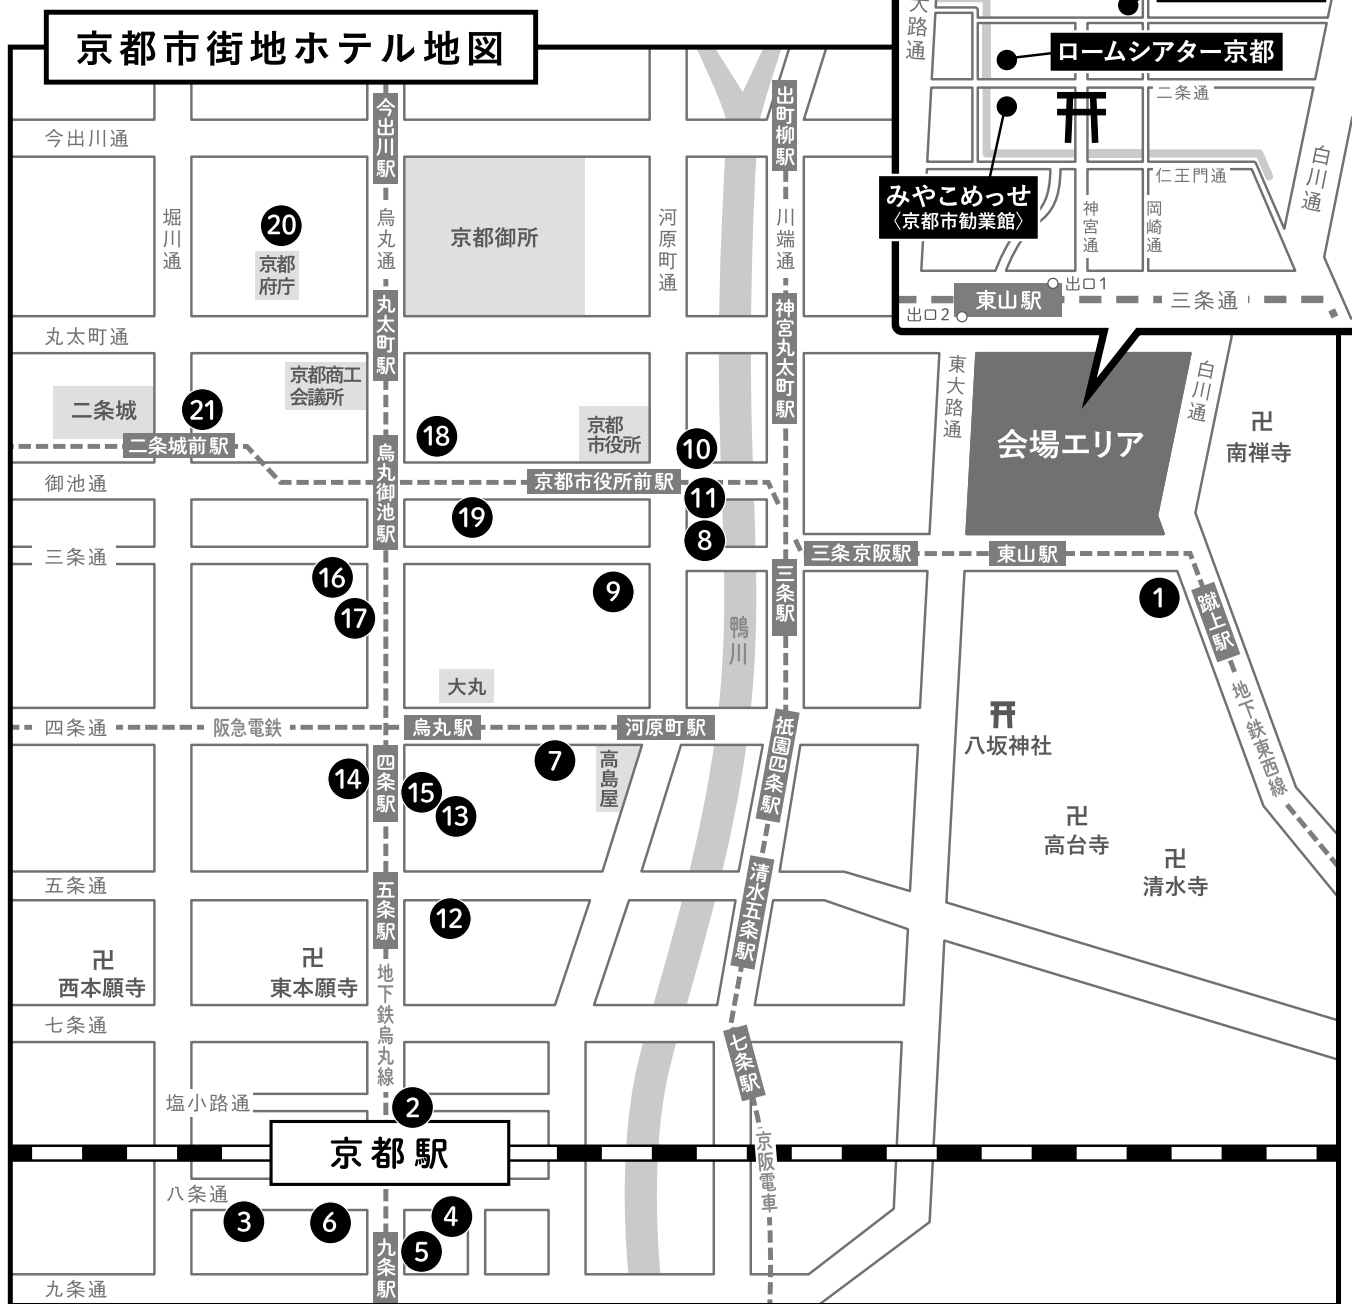 京都市街地ホテル地図
大路通
ロームシアター京都
二条通
みやこめっせ
〈京都市勧業館〉
仁王門通
神宮通
岡崎通
白川通
出口1
東山駅
三条通
出口2
今出川通
今出川駅
出町柳駅
堀川通
20
京都
府庁
烏丸通
京都御所
河原町通
川端通
丸太町通
丸太町駅
神宮丸太町駅
東大路通
白川通
会場エリア
卍
南禅寺
二条城
21
京都商工
会議所
18
京都
市役所
10
二条城前駅
烏丸御池駅
京都市役所前駅
御池通
19
11
8
三条通
三条京阪駅
東山駅
三条駅
16
17
9
1
蹴上駅
鴨川
大丸
地下鉄東西線
八坂神社
四条通
阪急電鉄
烏丸駅
河原町駅
祇園四条駅
14
四条駅
15
13
7
高島屋
卍
高台寺
卍
清水寺
五条通
五条駅
12
清水五条駅
卍
西本願寺
卍
東本願寺
地下鉄烏丸線
七条通
七条駅
塩小路通
2
京都駅
京阪電車
八条通
3
6
4
5
九条駅
九条通